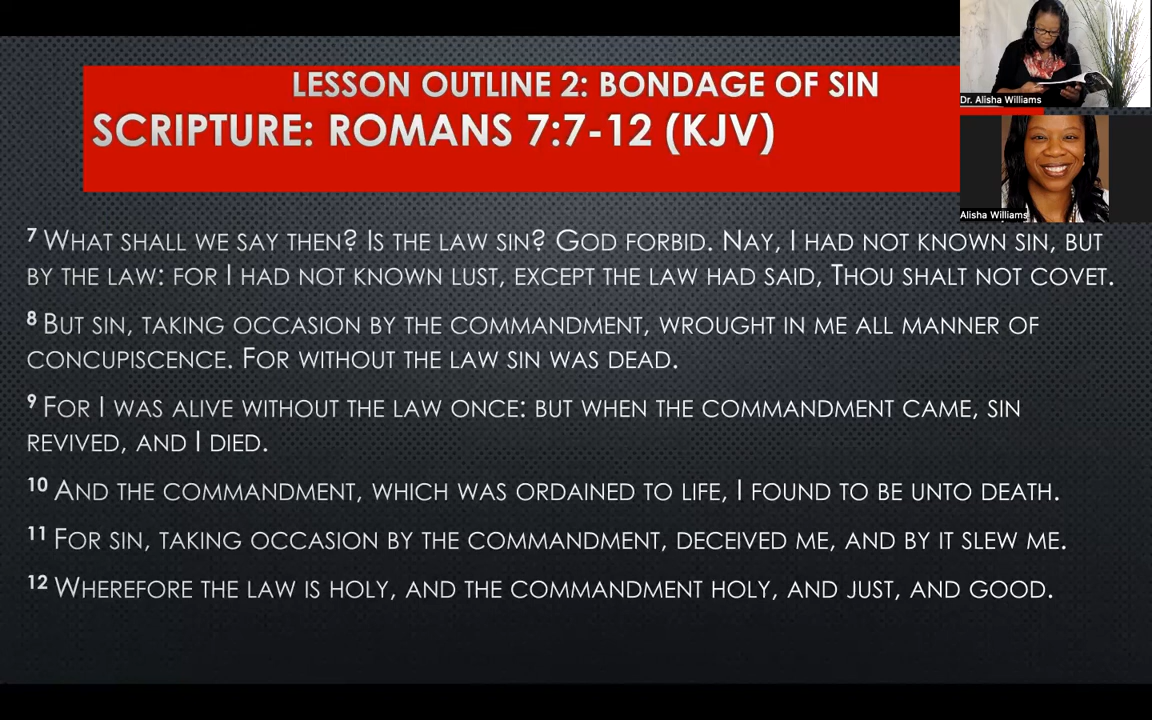 LESSON OUTLINE 2: BONDAGE OF SIN
SCRIPTURE: ROMANS 7:7-12 (KJV)
Dr. Alisha Williams
Alisha Williams
7 WHAT SHALL WE SAY THEN? IS THE LAW SIN? GOD FORBID. NAY, I HAD NOT KNOWN SIN, BUT
BY THE LAW: FOR I HAD NOT KNOWN LUST, EXCEPT THE LAW HAD SAID, THOU SHALT NOT COVET.
8 BUT SIN, TAKING OCCASION BY THE COMMANDMENT, WROUGHT IN ME ALL MANNER OF
CONCUPISCENCE. FOR WITHOUT THE LAW SIN WAS DEAD.
9 FOR I WAS ALIVE WITHOUT THE LAW ONCE: BUT WHEN THE COMMANDMENT CAME, SIN
REVIVED, AND I DIED.
10 AND THE COMMANDMENT, WHICH WAS ORDAINED TO LIFE, I FOUND TO BE UNTO DEATH.
11 FOR SIN, TAKING OCCASION BY THE COMMANDMENT, DECEIVED ME, AND BY IT SLEW ME.
12 WHEREFORE THE LAW IS HOLY, AND THE COMMANDMENT HOLY, AND JUST, AND GOOD.